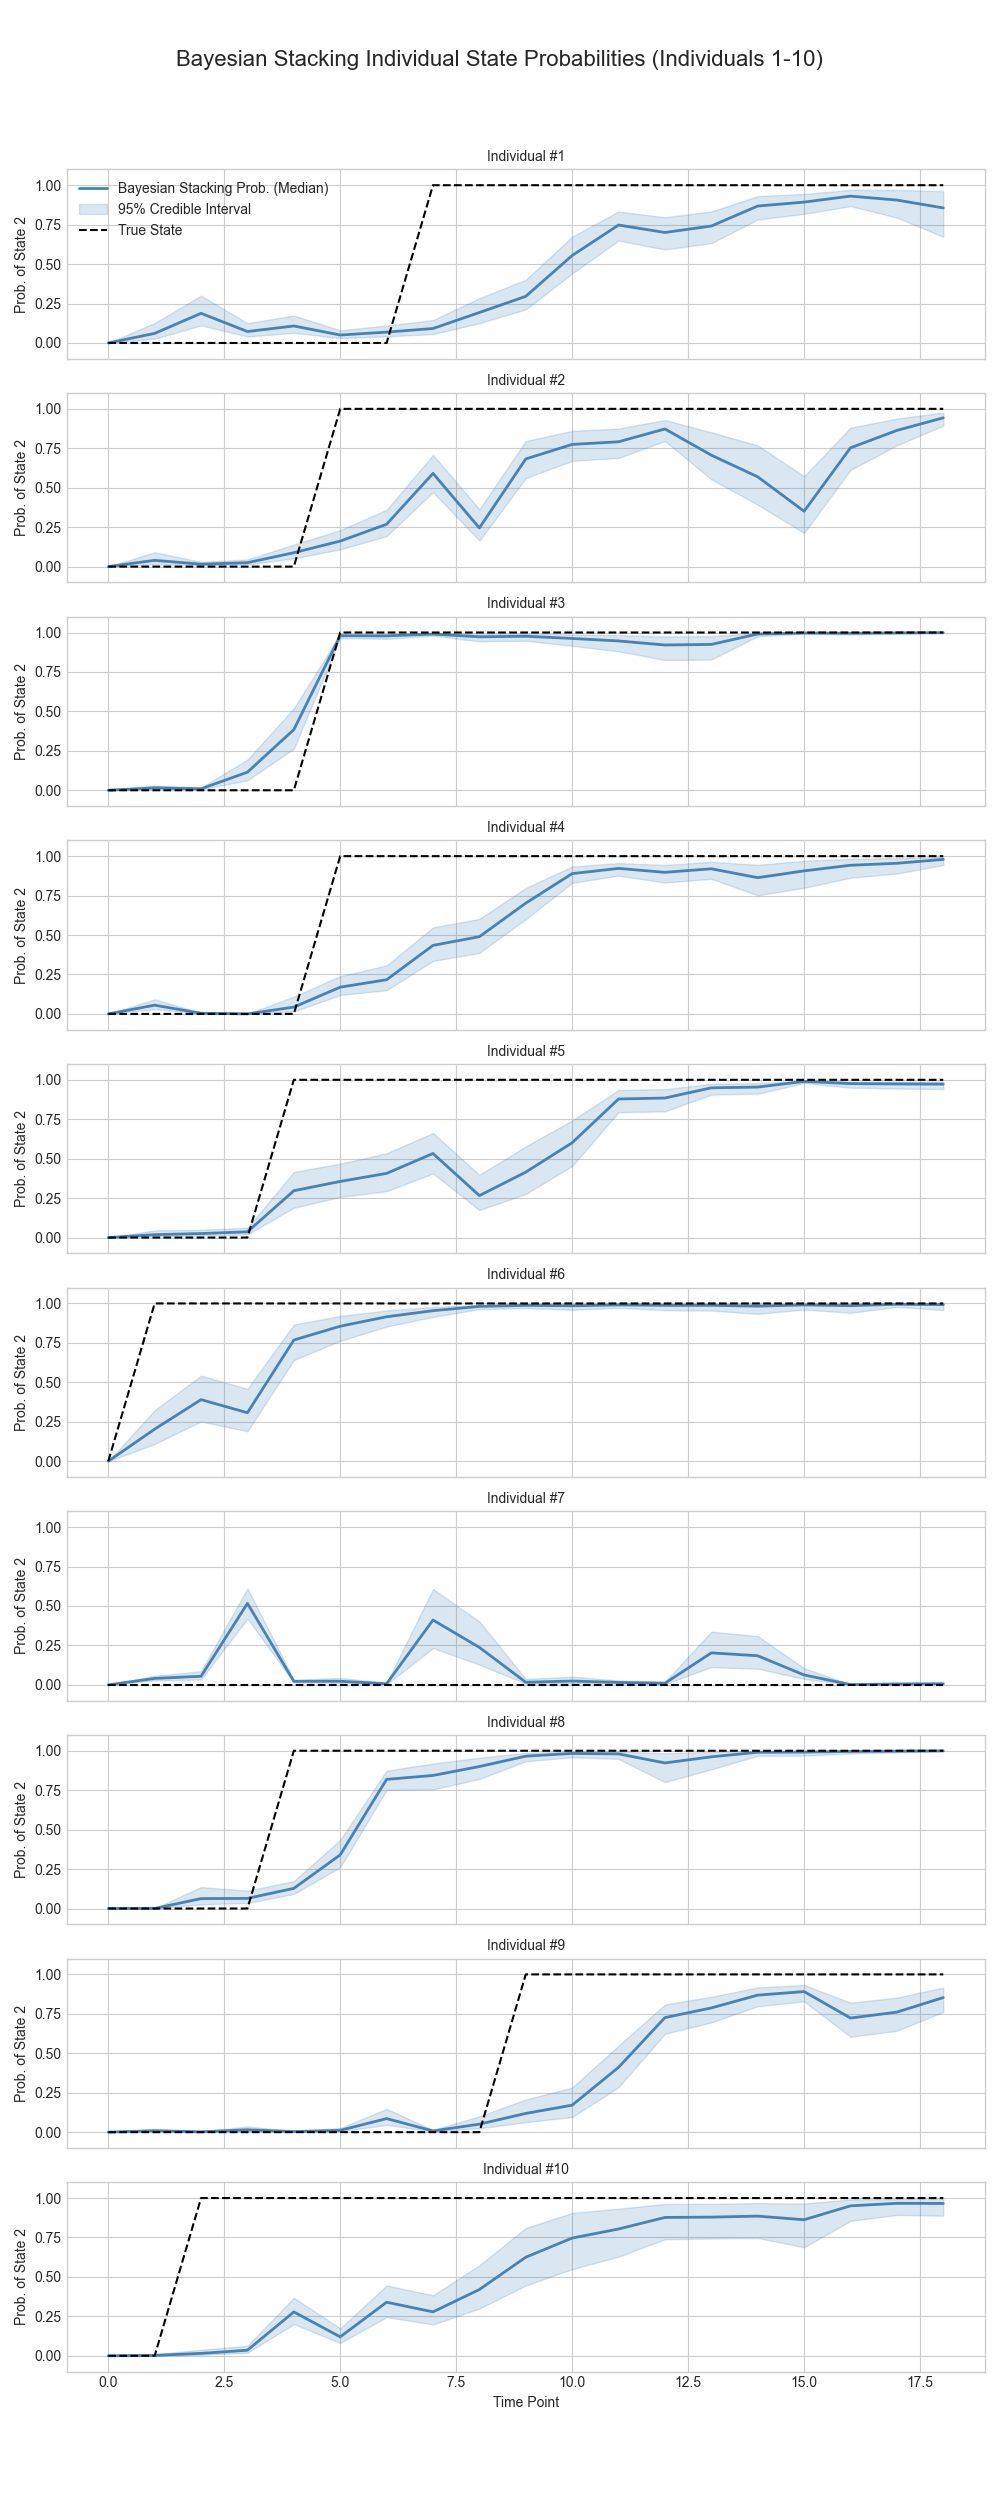 Bayesian Stacking Individual State Probabilities (Individuals 1-10)
Individual #1
1.00
0.75
0.50
0.25
0.00
Prob. of State 2
Bayesian Stacking Prob. (Median)
95% Credible Interval
True State
Individual #2
1.00
0.75
0.50
0.25
0.00
Prob. of State 2
Individual #3
1.00
0.75
0.50
0.25
0.00
Prob. of State 2
Individual #4
1.00
0.75
0.50
0.25
0.00
Prob. of State 2
Individual #5
1.00
0.75
0.50
0.25
0.00
Prob. of State 2
Individual #6
1.00
0.75
0.50
0.25
0.00
Prob. of State 2
Individual #7
1.00
0.75
0.50
0.25
0.00
Prob. of State 2
Individual #8
1.00
0.75
0.50
0.25
0.00
Prob. of State 2
Individual #9
1.00
0.75
0.50
0.25
0.00
Prob. of State 2
Individual #10
1.00
0.75
0.50
0.25
0.00
Prob. of State 2
0.0 2.5 5.0 7.5 10.0 12.5 15.0 17.5
Time Point